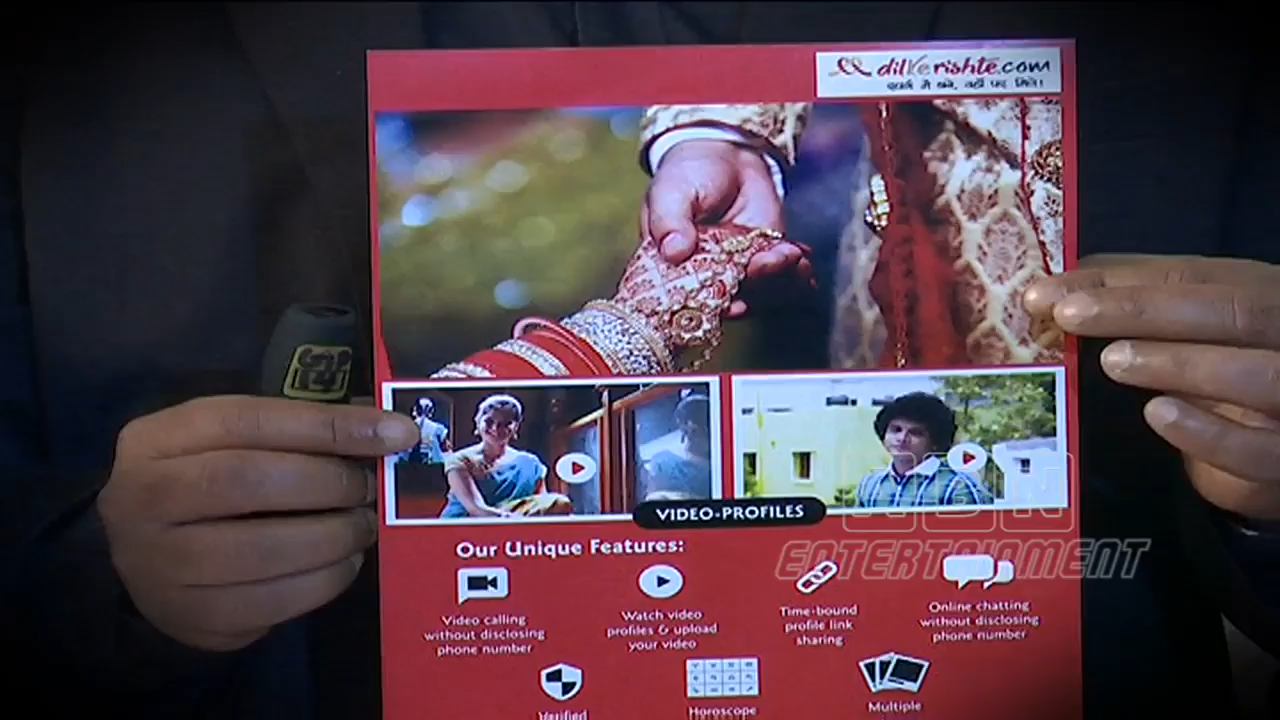 dilkerishte.com
VIDEO-PROFILES
Our Unique Features:
Video calling
without disclosing
phone number
Watch video
profiles & upload
your video
Time-bound
profile link
sharing
Online chatting
without disclosing
phone number
Verified
Horoscope
Multiple
ENTERTAINMENT